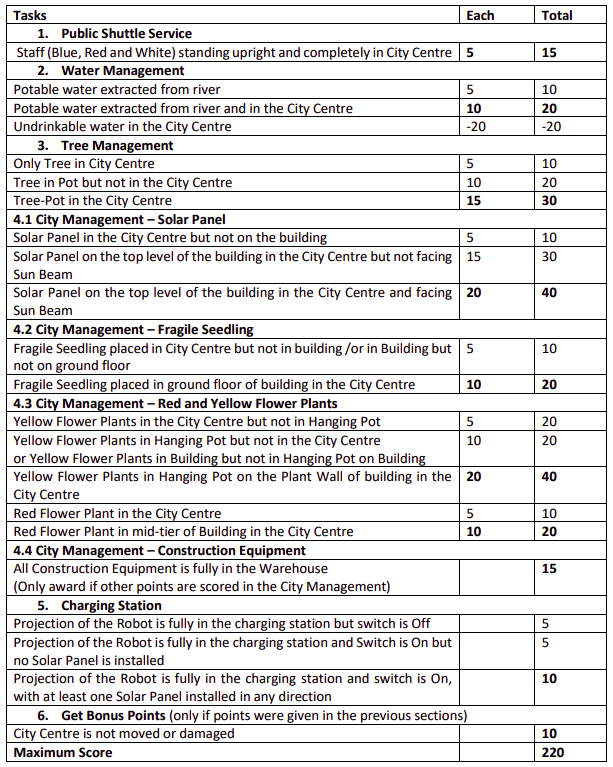 Tasks Each Total
1. Public Shuttle Service
Staff (Blue, Red and White) standing upright and completely in City Centre 5 15
2. Water Management
Potable water extracted from river 5 10
Potable water extracted from river and in the City Centre 10 20
Undrinkable water in the City Centre -20 -20
3. Tree Management
Only Tree in City Centre 5 10
Tree in Pot but not in the City Centre 10 20
Tree-Pot in the City Centre 15 30
4.1 City Management – Solar Panel
Solar Panel in the City Centre but not on the building 5 10
Solar Panel on the top level of the building in the City Centre but not facing 15 30
Sun Beam
Solar Panel on the top level of the building in the City Centre and facing 20 40
Sun Beam
4.2 City Management – Fragile Seedling
Fragile Seedling placed in City Centre but not in building /or in Building but 5 10
not on ground floor
Fragile Seedling placed in ground floor of building in the City Centre 10 20
4.3 City Management – Red and Yellow Flower Plants
Yellow Flower Plants in the City Centre but not in Hanging Pot 5 20
Yellow Flower Plants in Hanging Pot but not in the City Centre 10 20
or Yellow Flower Plants in Building but not in Hanging Pot on Building
Yellow Flower Plants in Hanging Pot on the Plant Wall of building in the 20 40
City Centre
Red Flower Plant in the City Centre 5 10
Red Flower Plant in mid-tier of Building in the City Centre 10 20
4.4 City Management – Construction Equipment
All Construction Equipment is fully in the Warehouse 15
(Only award if other points are scored in the City Management)
5. Charging Station
Projection of the Robot is fully in the charging station but switch is Off 5
Projection of the Robot is fully in the charging station and Switch is On but 5
no Solar Panel is installed
Projection of the Robot is fully in the charging station and switch is On, 10
with at least one Solar Panel installed in any direction
6. Get Bonus Points (only if points were given in the previous sections)
City Centre is not moved or damaged 10
Maximum Score 220